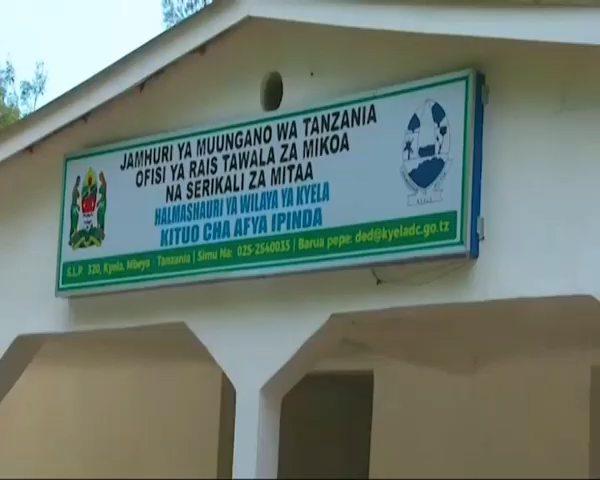 JAMHURI YA MUUNGANO WA TANZANIA
OFISI YA RAIS TAWALA ZA MIKOA
NA SERIKALI ZA MITAA
HALMASHAURI YA WILAYA YA KYELA
KITUO CHA AFYA IPINDA
S.L.P. 320, Kyela, Mbeya - Tanzania | Simu Na: 025-2540035 | Barua pepe: ded@kyeladc.go.tz